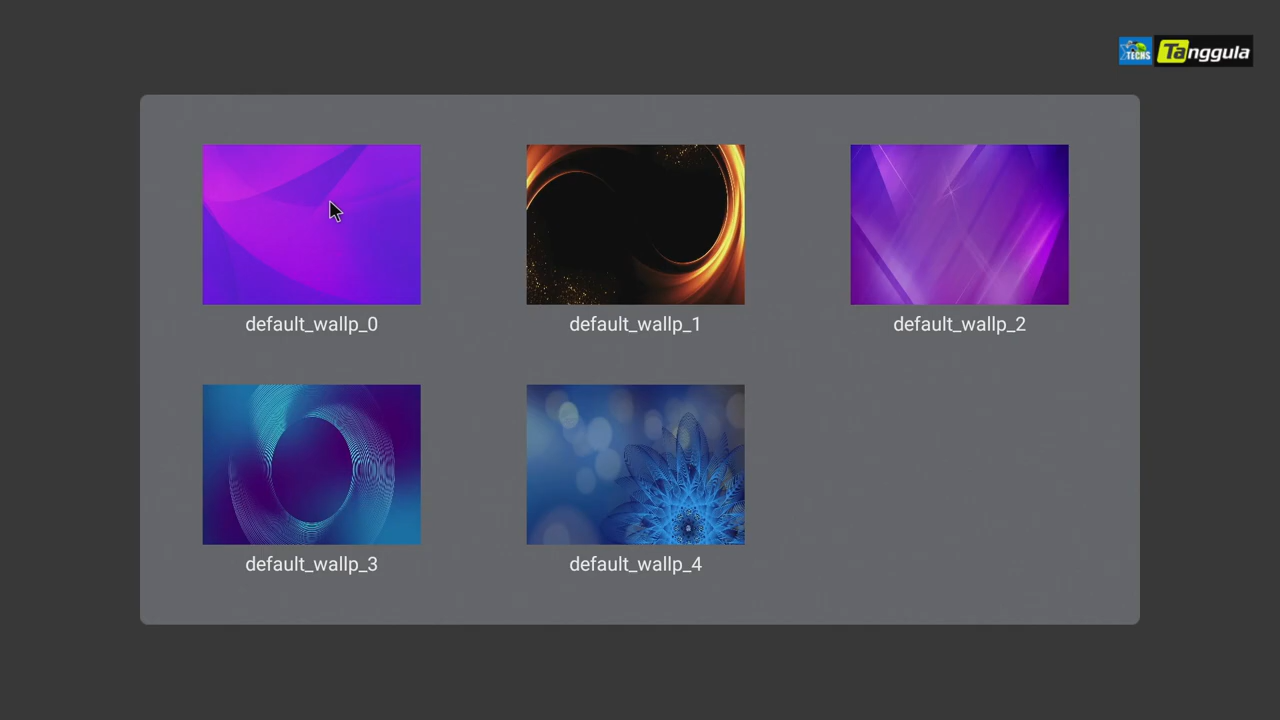 TECHS Tanggula
default_wallp_0
default_wallp_1
default_wallp_2
default_wallp_3
default_wallp_4